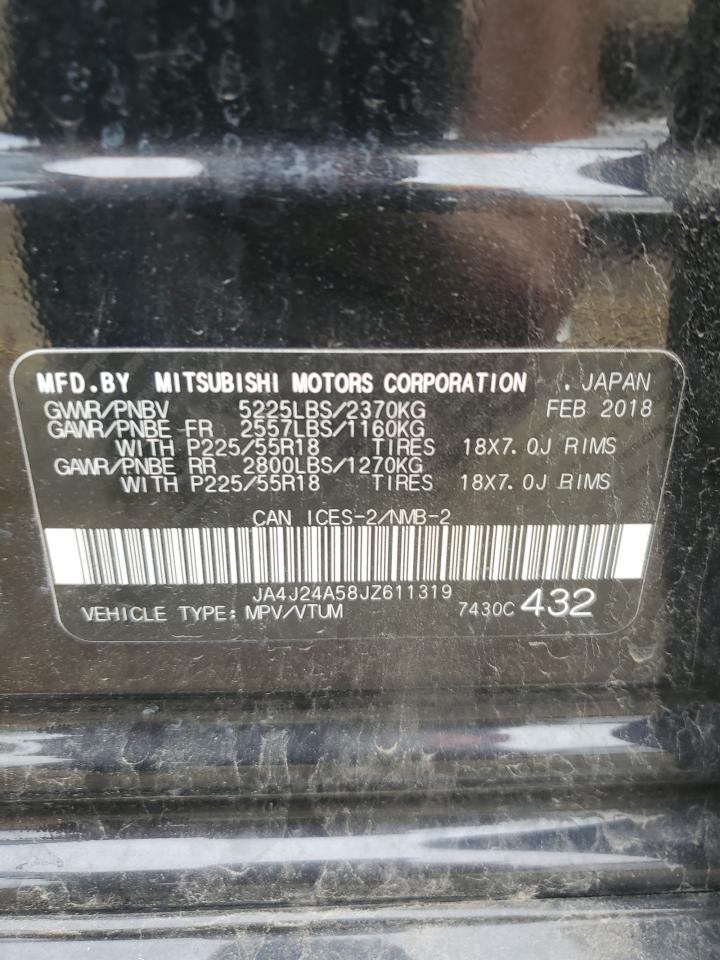 MFD.BY MITSUBISHI MOTORS CORPORATION . JAPAN
GVWR/PNBV 5225LBS/2370KG FEB 2018
GAWR/PNBE FR 2557LBS/1160KG
WITH P225/55R18 TIRES 18X7.0J RIMS
GAWR/PNBE RR 2800LBS/1270KG
WITH P225/55R18 TIRES 18X7.0J RIMS
CAN ICES-2/NMB-2
JA4J24A58JZ611319
VEHICLE TYPE: MPV/VTUM 7430C 432